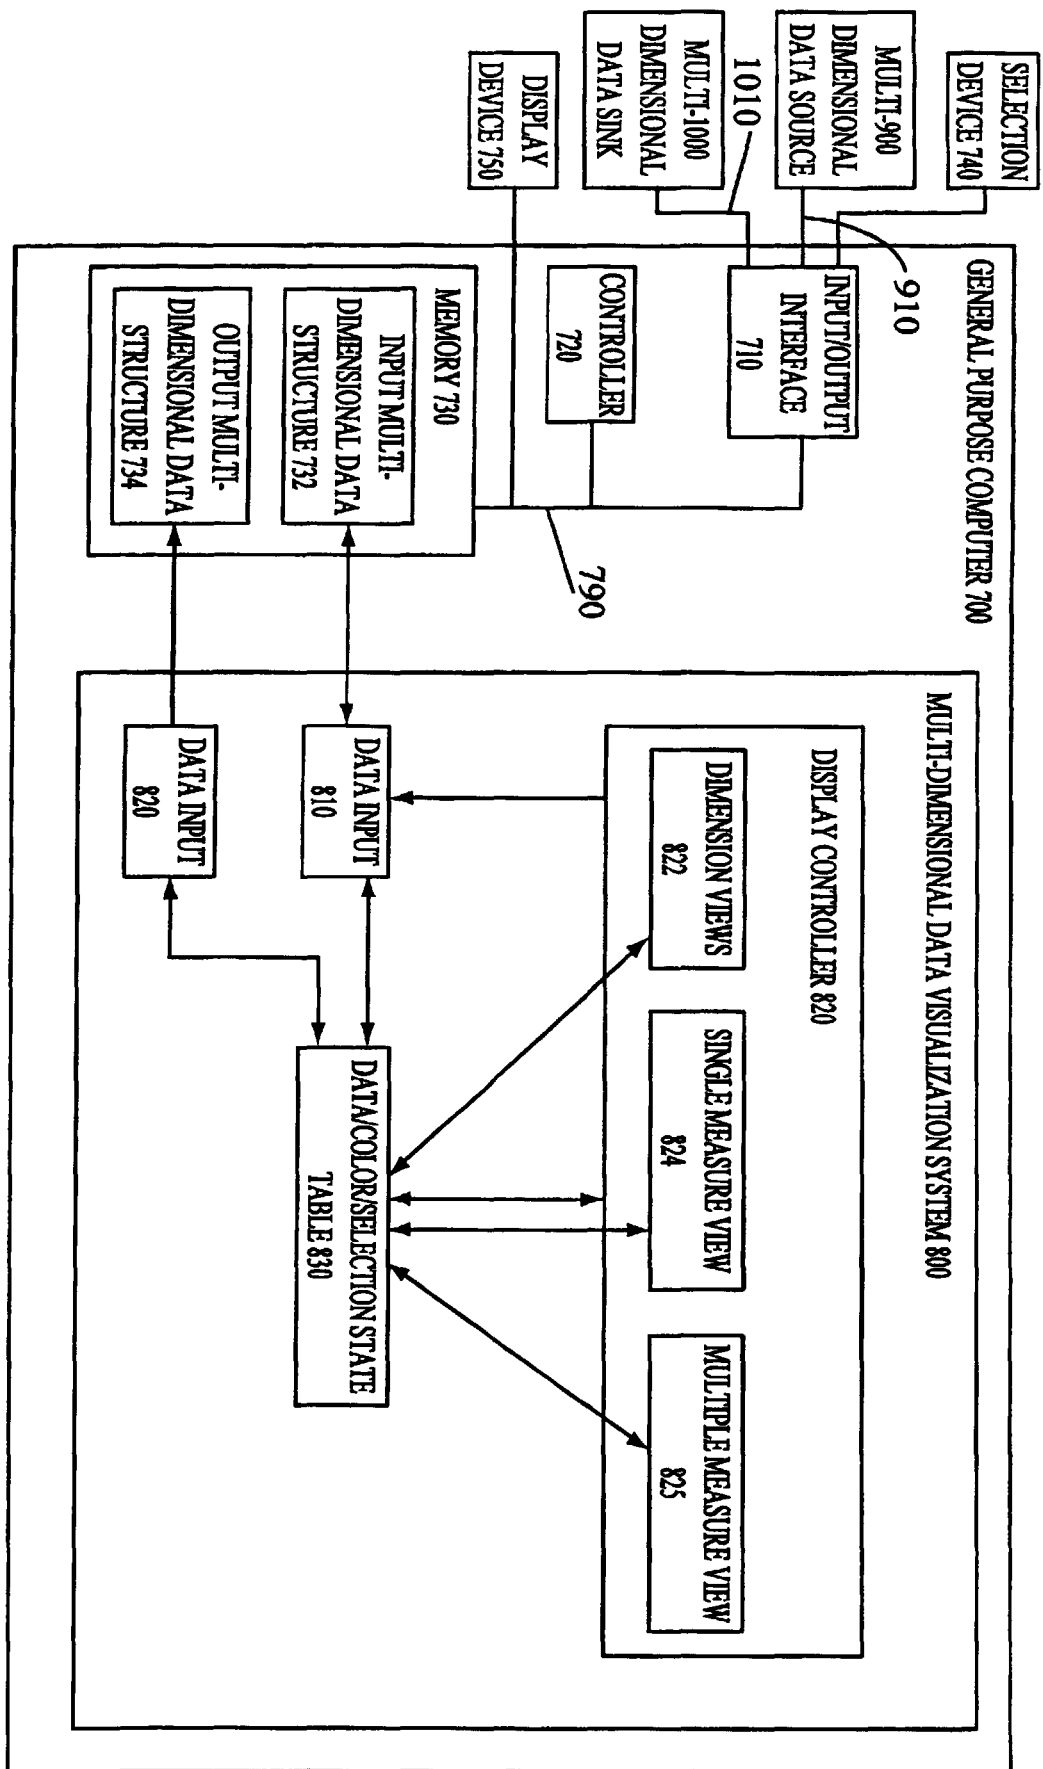 GENERAL PURPOSE COMPUTER 700
SELECTION
DEVICE 740
MULTI-900
DIMENSIONAL
DATA SOURCE
910
1010
MULTI-1000
DIMENSIONAL
DATA SINK
DISPLAY
DEVICE 750
INPUT/OUTPUT
INTERFACE
710
CONTROLLER
720
790
MEMORY 730
INPUT MULTI-
DIMENSIONAL DATA
STRUCTURE 732
OUTPUT MULTI-
DIMENSIONAL DATA
STRUCTURE 734
MULTI-DIMENSIONAL DATA VISUALIZATION SYSTEM 800
DISPLAY CONTROLLER 820
DIMENSION VIEWS
822
SINGLE MEASURE VIEW
824
MULTIPLE MEASURE VIEW
825
DATA INPUT
810
DATA INPUT
820
DATA/COLOR/SELECTION STATE
TABLE 830